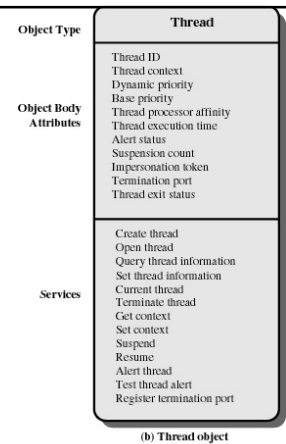 Object Type
Thread
Object Body
Attributes
Thread ID
Thread context
Dynamic priority
Base priority
Thread processor affinity
Thread execution time
Alert status
Suspension count
Impersonation token
Termination port
Thread exit status
Services
Create thread
Open thread
Query thread information
Set thread information
Current thread
Terminate thread
Get context
Set context
Suspend
Resume
Alert thread
Test thread alert
Register termination port
(b) Thread object